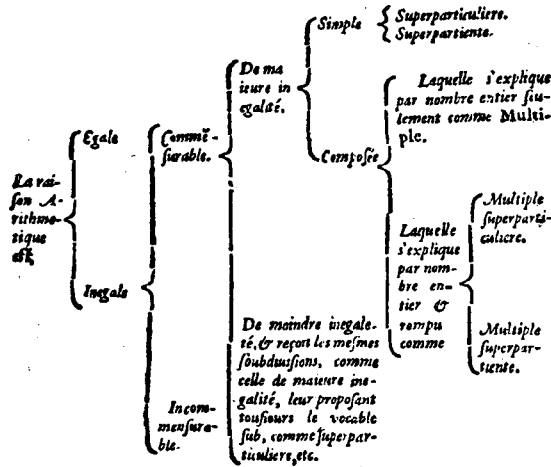 La rai-
son A-
rithme-
tique
est
Egale
Inegale
Commē-
surable.
Incom-
mensura-
ble.
De ma
ieure in
egalité.
De moindre inegale-
té, & reçoit les mesmes
soubdiuisions, comme
celle de maieure ine-
galité, leur proposant
tousiours le vocable
sub, comme superpar-
ticuliere, etc.
Simple
Superparticuliere.
Superpartiente.
Composée
Laquelle s'explique
par nombre entier seu-
lement comme Multi-
ple.
Laquelle
s'explique
par nom-
bre en-
tier &
rompu
comme
Multiple
superparti-
culiere.
Multiple
superpar-
tiente.